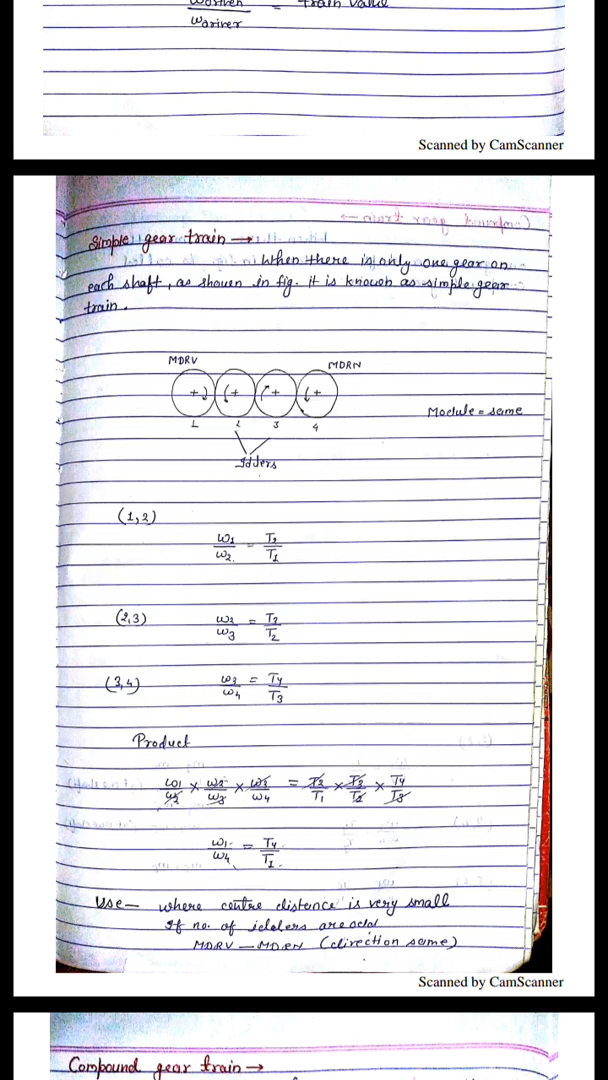 ωdriven / ωdriver = train value
Scanned by CamScanner
Simple gear train →
When there is only one gear on
each shaft, as shown in fig. it is known as simple gear
train.
MDRV MDRN
Module = same
1 2 3 4
Idlers
(1,2)
ω1/ω2 = T2/T1
(2,3)
ω2/ω3 = T3/T2
(3,4)
ω3/ω4 = T4/T3
Product
ω1/ω2 × ω2/ω3 × ω3/ω4 = T2/T1 × T3/T2 × T4/T3
ω1/ω4 = T4/T1
Use— where centre distance is very small
If no. of idlers are odd
MDRV — MDRN (direction same)
Scanned by CamScanner
Compound gear train →